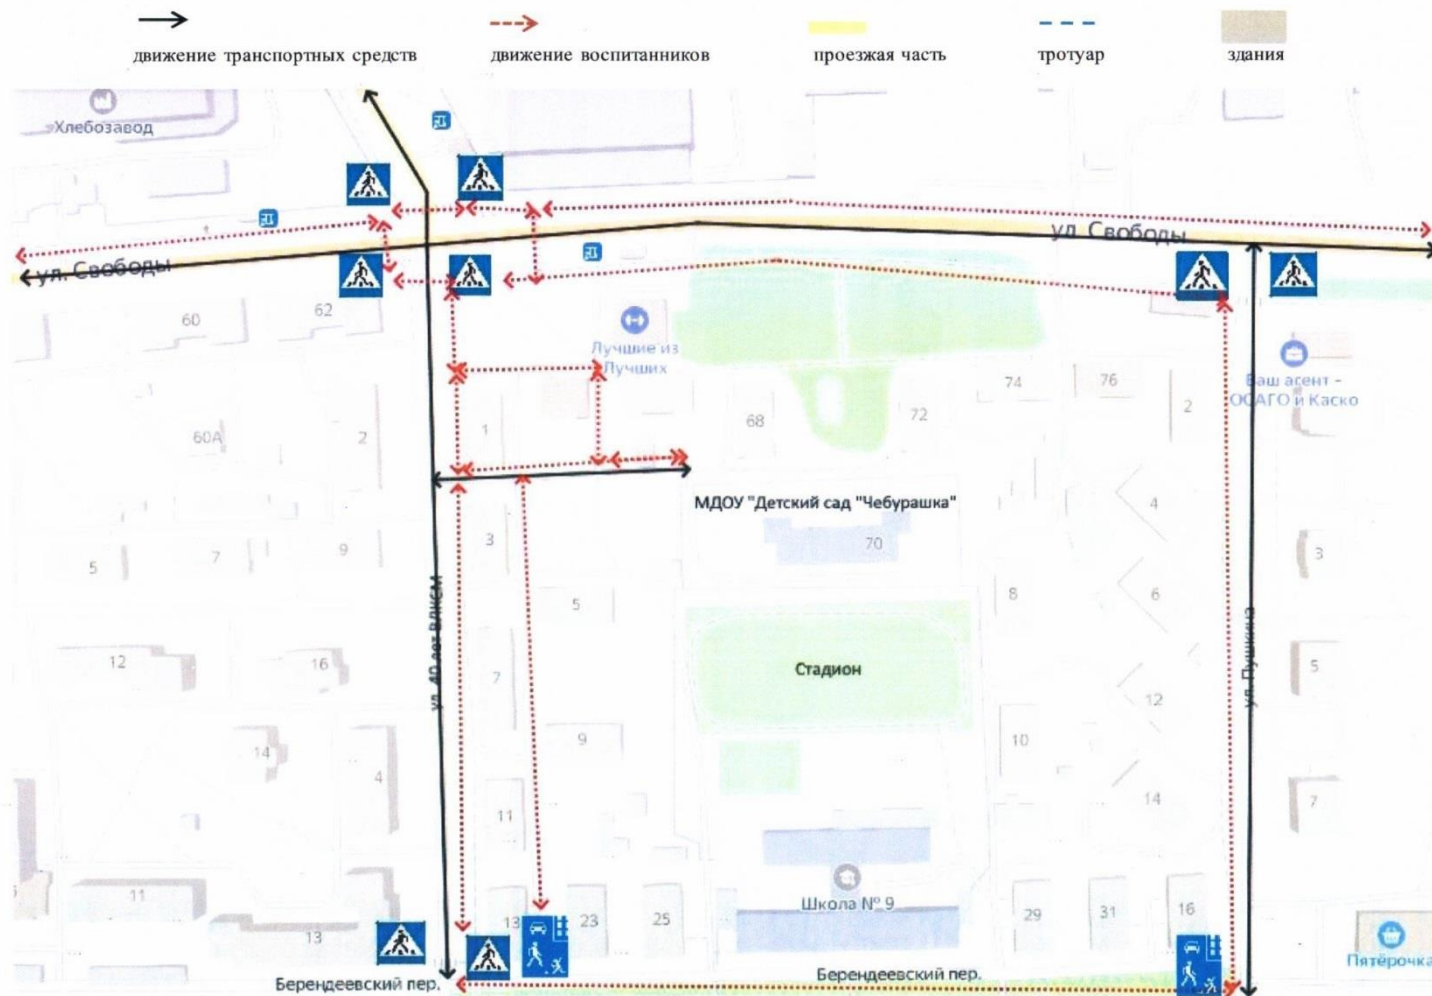 движение транспортных средств
движение воспитанников
проезжая часть
тротуар
здания
Хлебозавод
ул. Свободы
ул. Свободы
60
62
Лучшие из
Лучших
74
76
Ваш агент -
ОСАГО и Каско
60А
2
1
68
72
2
МДОУ "Детский сад "Чебурашка"
70
4
5
7
9
3
3
5
8
6
ул. 40 лет ВЛКСМ
ул. Пушкина
12
16
7
Стадион
5
12
14
9
10
4
11
14
7
Школа № 9
11
13
13
23
25
29
31
16
Пятёрочка
Берендеевский пер.
Берендеевский пер.